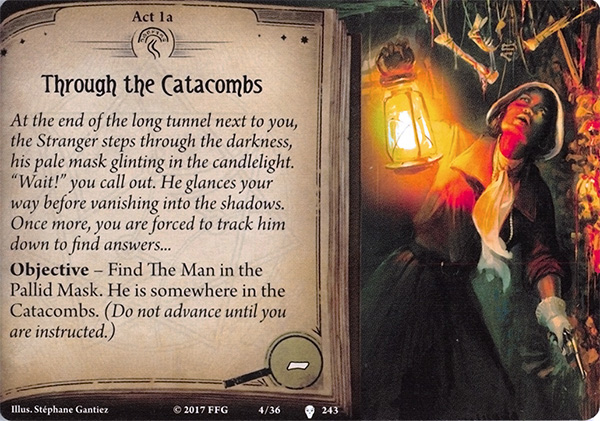 Act 1a
Through the Catacombs
At the end of the long tunnel next to you,
the Stranger steps through the darkness,
his pale mask glinting in the candlelight.
“Wait!” you call out. He glances your
way before vanishing into the shadows.
Once more, you are forced to track him
down to find answers...
Objective – Find The Man in the
Pallid Mask. He is somewhere in the
Catacombs. (Do not advance until you
are instructed.)
–
Illus. Stéphane Gantiez © 2017 FFG 4/36 243